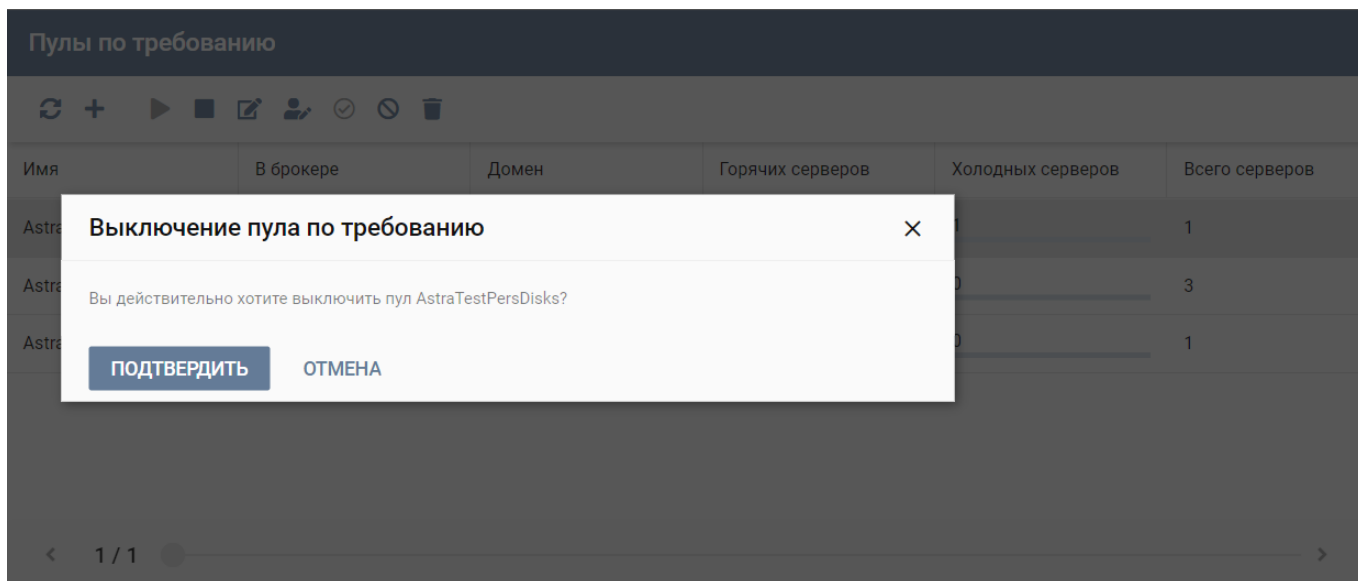 Пулы по требованию
Имя В брокере Домен Горячих серверов Холодных серверов Всего серверов
Выключение пула по требованию
1
Вы действительно хотите выключить пул AstraTestPersDisks?
3
1
ПОДТВЕРДИТЬ ОТМЕНА
1 / 1